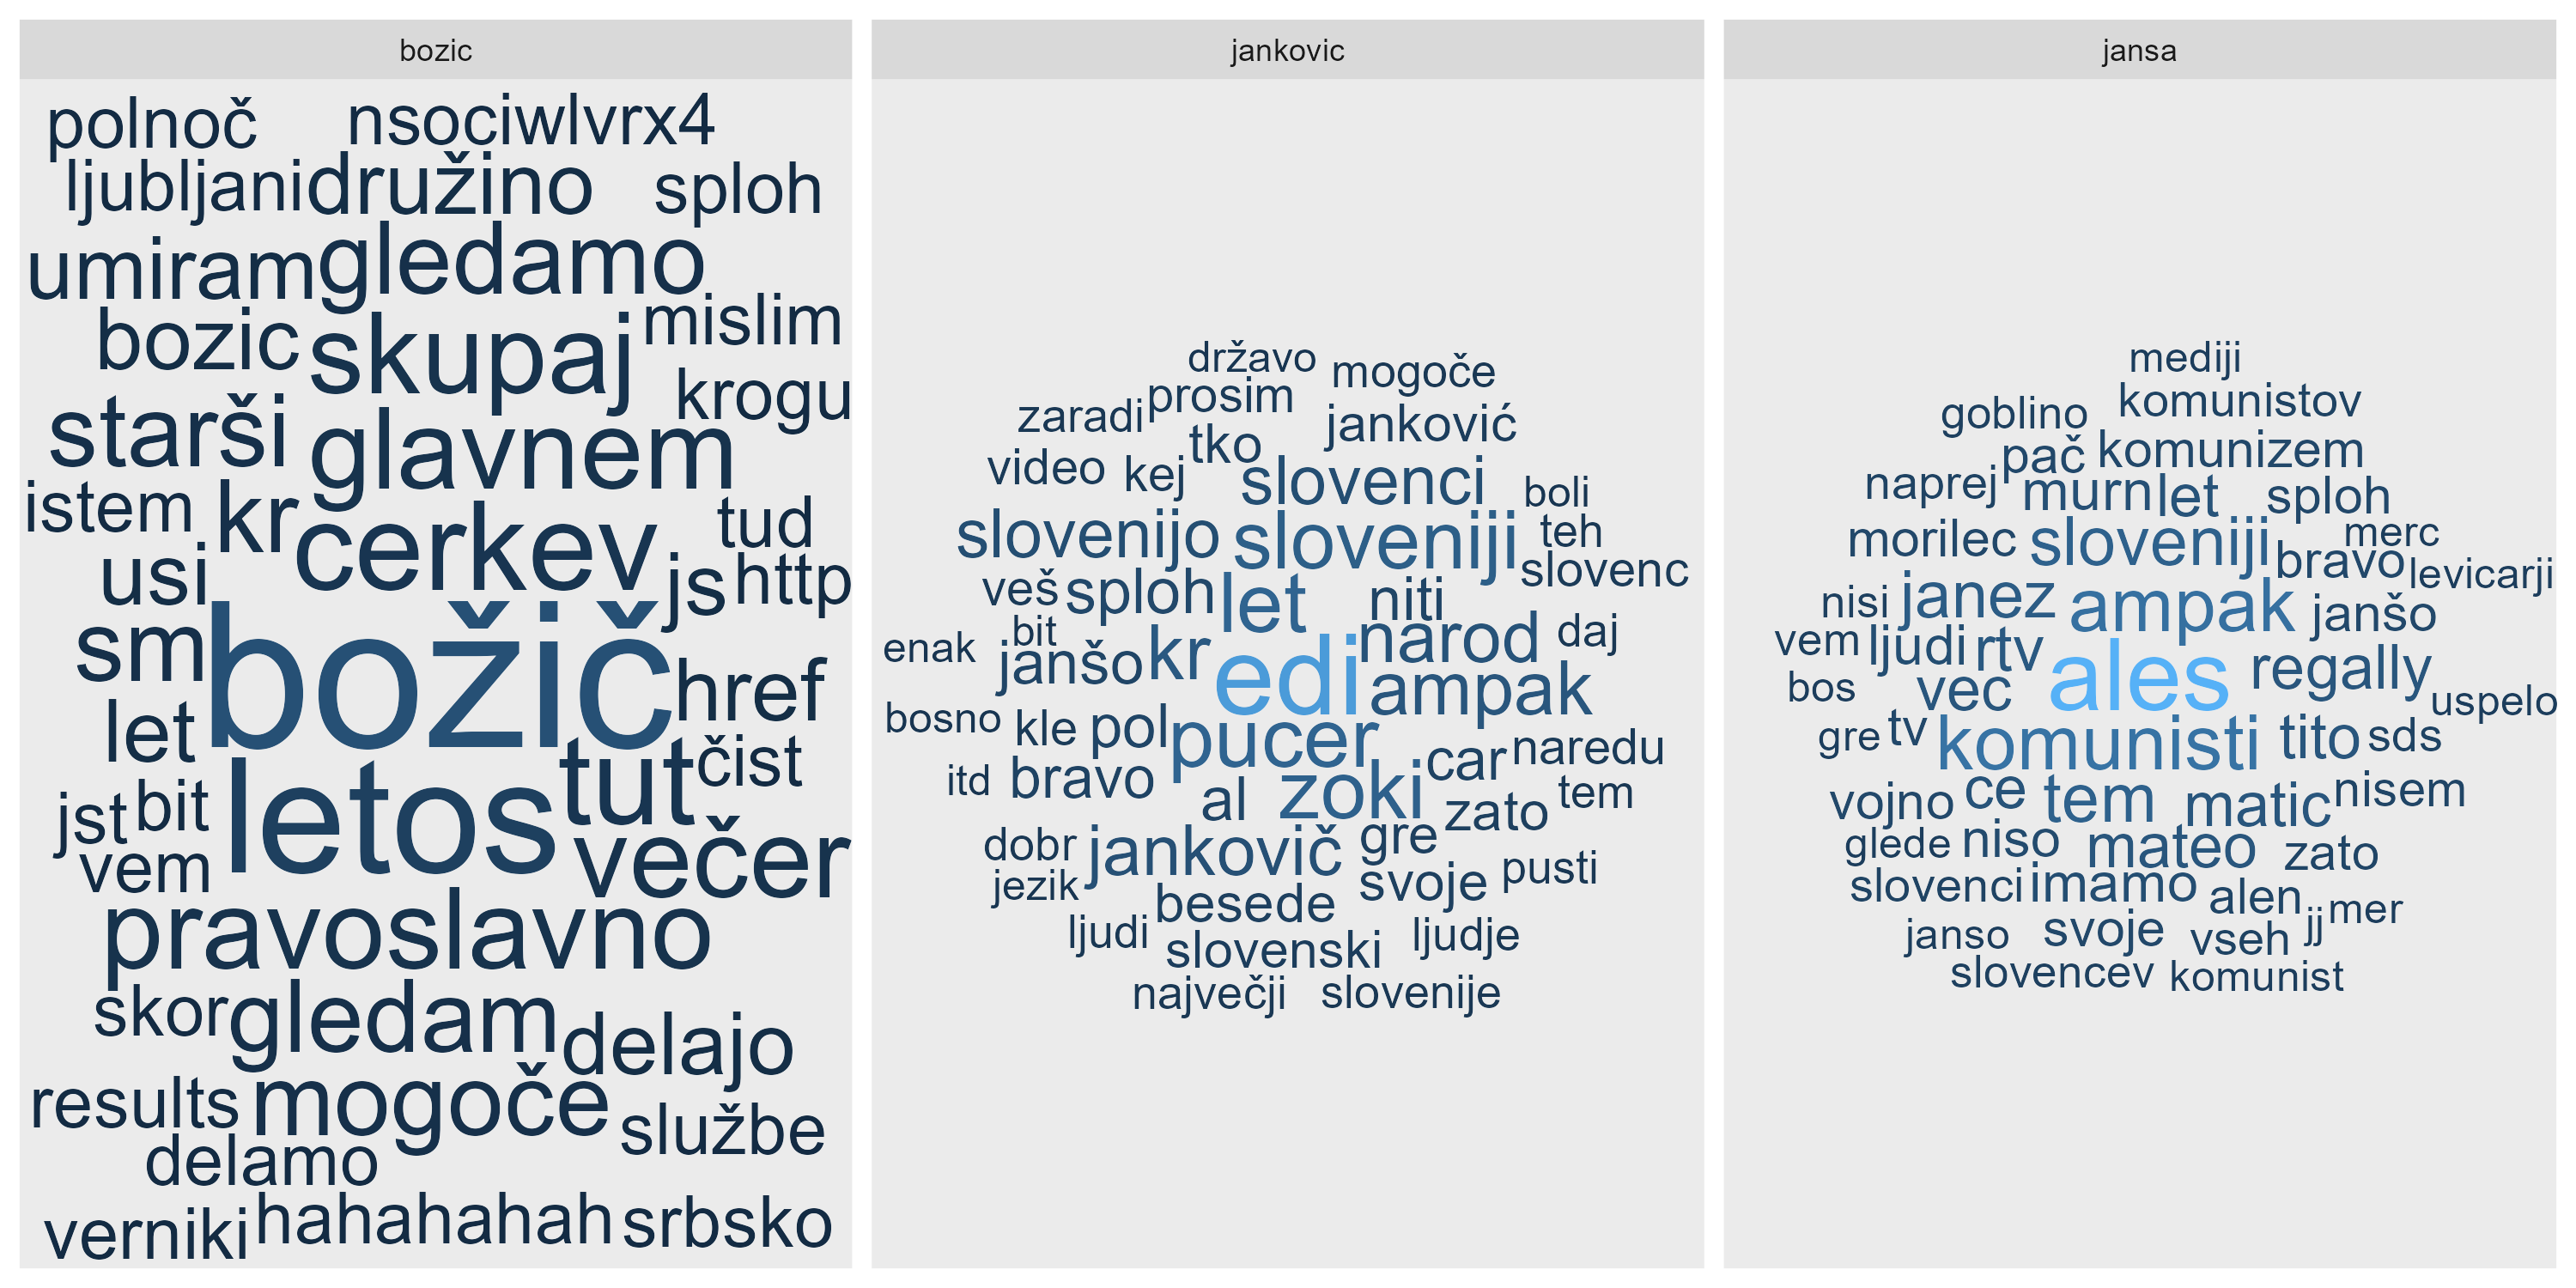 bozic
polnoč nsociwlvrx4
ljubljani družino sploh
umiram gledamo
bozic skupaj mislim
starši glavnem krogu
istem kr cerkev tud
usi js http
sm božič href
let tut čist
jst bit letos
vem večer
pravoslavno
skor gledam delajo
results mogoče službe
delamo
verniki hahahahah srbsko
jankovic
državo mogoče
zaradi prosim janković
video kej tko slovenci boli
slovenijo sloveniji teh
veš sploh let niti slovenc
enak bit janšo kr edi narod daj
bosno kle pol pucer ampak naredu
itd bravo al zoki car zato tem
dobr jankovič gre
jezik besede svoje pusti
ljudi slovenski ljudje
največji slovenije
jansa
mediji
goblino komunistov
naprej pač komunizem
morilec murn let sploh
sloveniji bravo merc levicarji
nisi janez ampak janšo
vem ljudi rtv ales regally
bos vec uspelo
gre tv komunisti tito sds
vojno ce tem matic nisem
glede niso mateo zato
slovenci imamo alen
janso svoje vseh jj mer
slovencev komunist